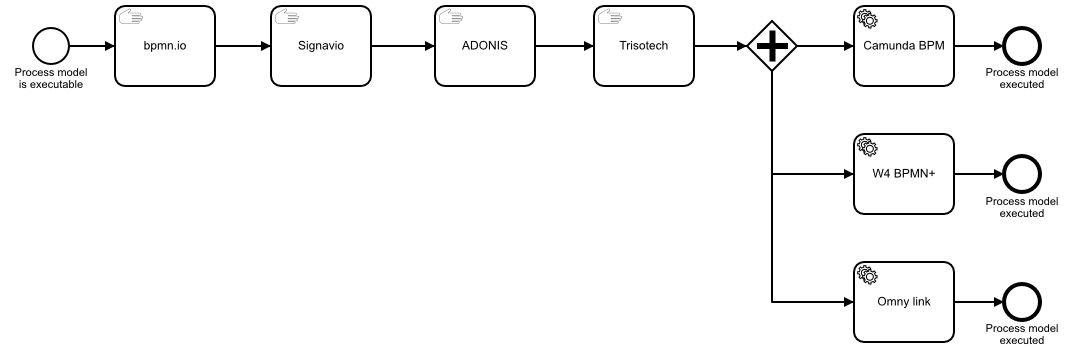 bpmn.io
Signavio
ADONIS
Trisotech
Camunda BPM
Process model
is executable
Process model
executed
W4 BPMN+
Process model
executed
Omny link
Process model
executed